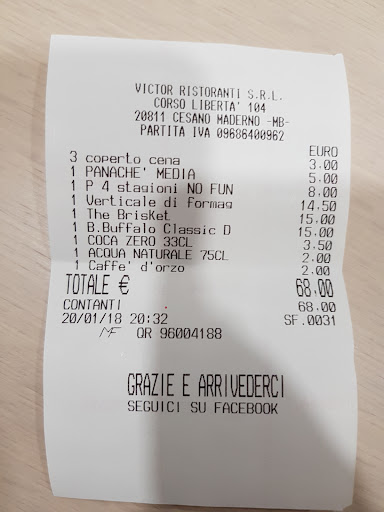 VICTOR RISTORANTI S.R.L.
CORSO LIBERTA' 104
20811 CESANO MADERNO -MB-
PARTITA IVA 09686400962
EURO
3 coperto cena 3.00
1 PANACHE' MEDIA 5.00
1 P 4 stagioni NO FUN 8.00
1 Verticale di formag 14.50
1 The BrisKet 15.00
1 B.Buffalo Classic D 15.00
1 COCA ZERO 33CL 3.50
1 ACQUA NATURALE 75CL 2.00
1 Caffe' d'orzo 2.00
TOTALE € 68.00
CONTANTI 68.00
20/01/18 20:32 SF.0031
MF QR 96004188
GRAZIE E ARRIVEDERCI
SEGUICI SU FACEBOOK